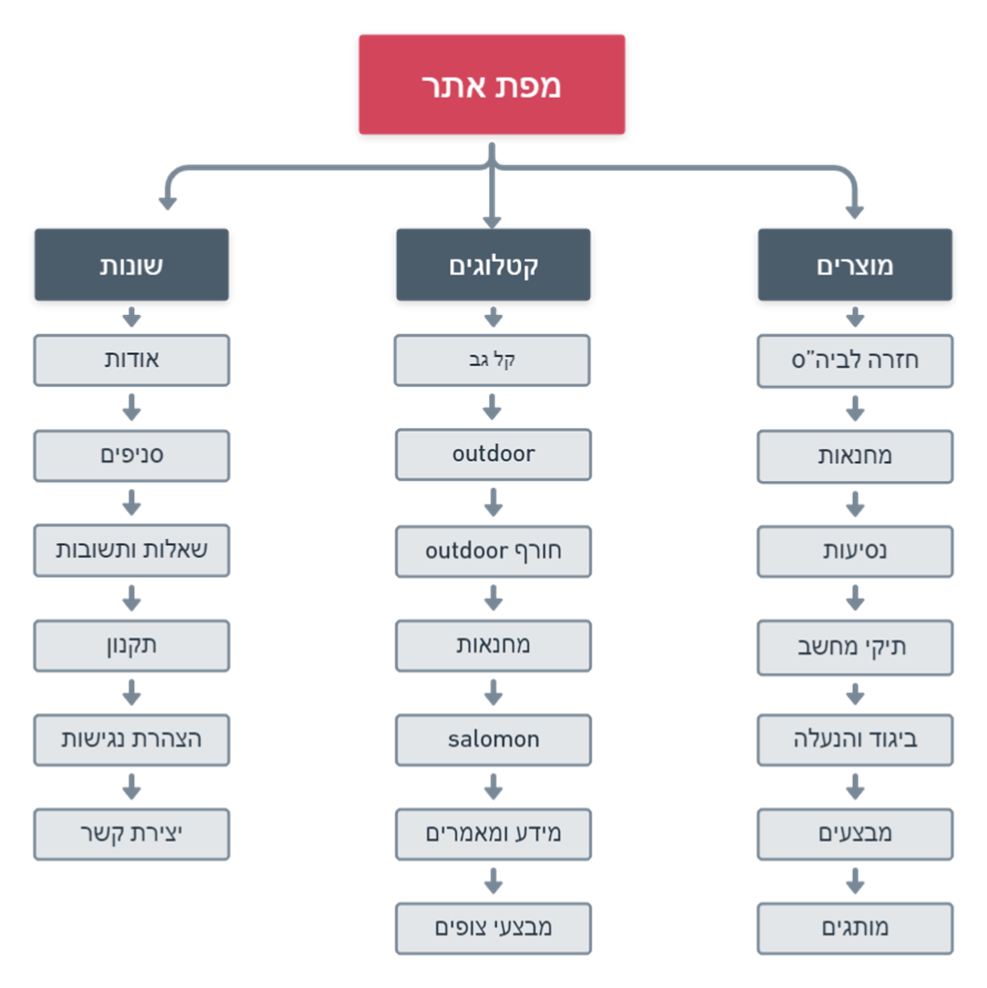 מפת אתר
מוצרים
חזרה לביה"ס
מחנאות
נסיעות
תיקי מחשב
ביגוד והנעלה
מבצעים
מותגים
קטלוגים
קל גב
outdoor
חורף outdoor
מחנאות
salomon
מידע ומאמרים
מבצעי צופים
שונות
אודות
סניפים
שאלות ותשובות
תקנון
הצהרת נגישות
יצירת קשר